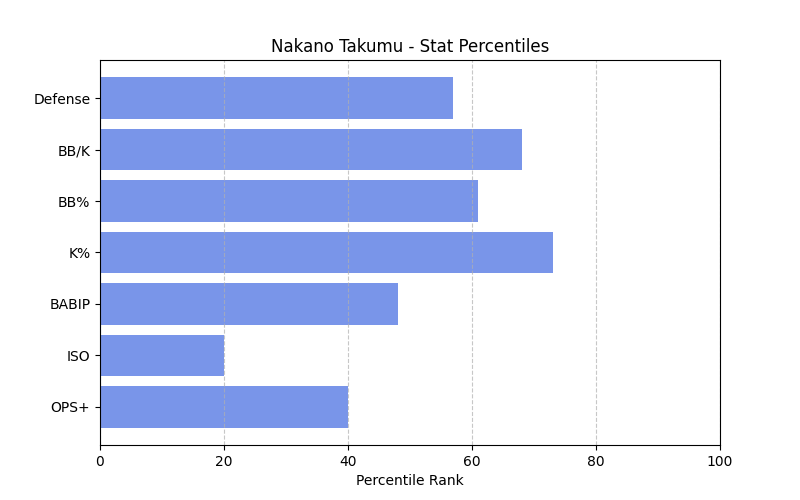 Nakano Takumu - Stat Percentiles
Defense
BB/K
BB%
K%
BABIP
ISO
OPS+
0 20 40 60 80 100
Percentile Rank